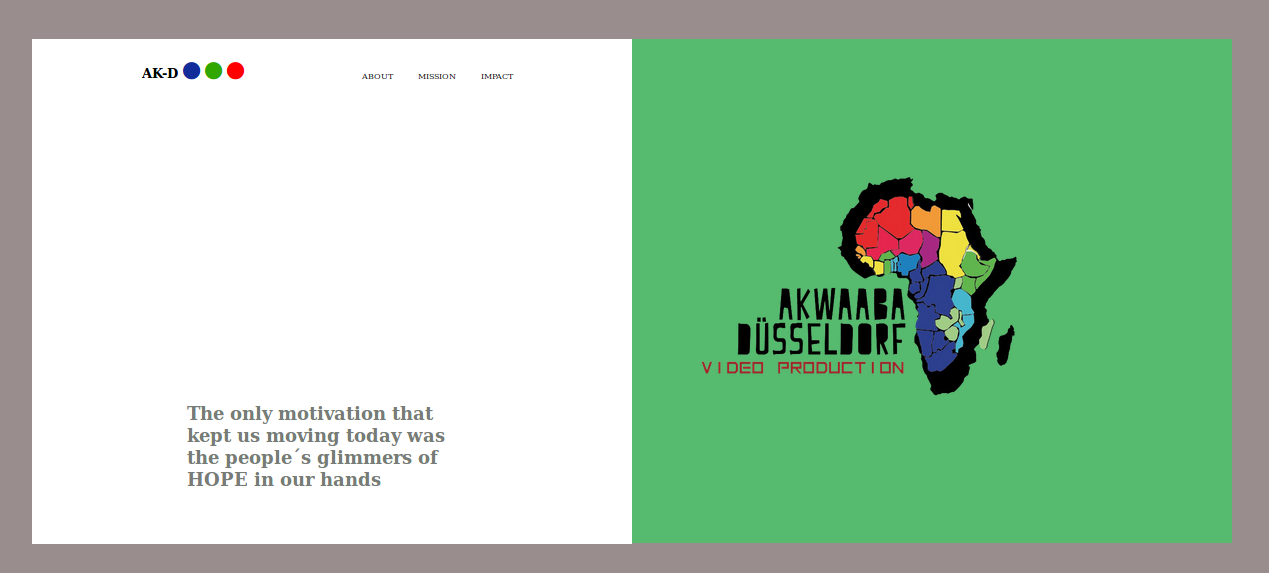 AK-D
ABOUT MISSION IMPACT
The only motivation that
kept us moving today was
the people´s glimmers of
HOPE in our hands
AKWAABA
DÜSSELDORF
VIDEO PRODUCTION